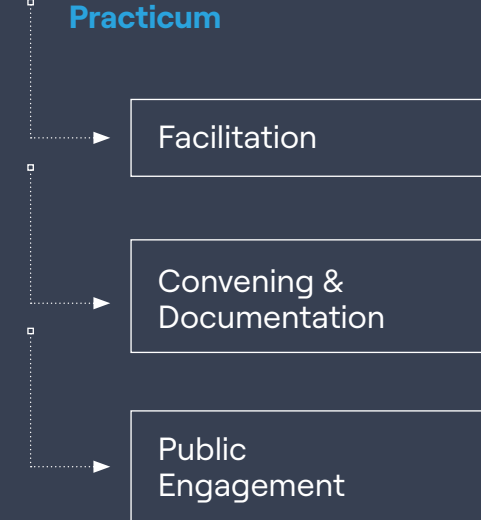 Practicum
Facilitation
Convening &
Documentation
Public
Engagement